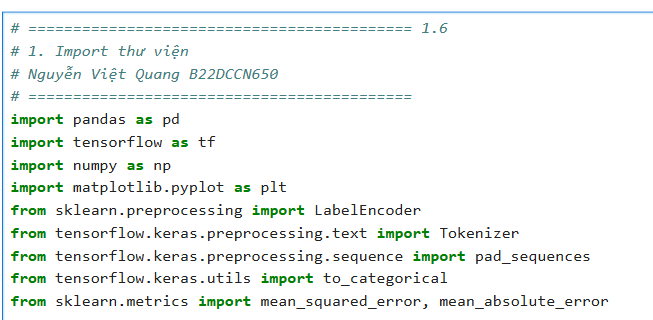 # =========================================== 1.6
# 1. Import thư viện
# Nguyễn Việt Quang B22DCCN650
# ===========================================
import pandas as pd
import tensorflow as tf
import numpy as np
import matplotlib.pyplot as plt
from sklearn.preprocessing import LabelEncoder
from tensorflow.keras.preprocessing.text import Tokenizer
from tensorflow.keras.preprocessing.sequence import pad_sequences
from tensorflow.keras.utils import to_categorical
from sklearn.metrics import mean_squared_error, mean_absolute_error